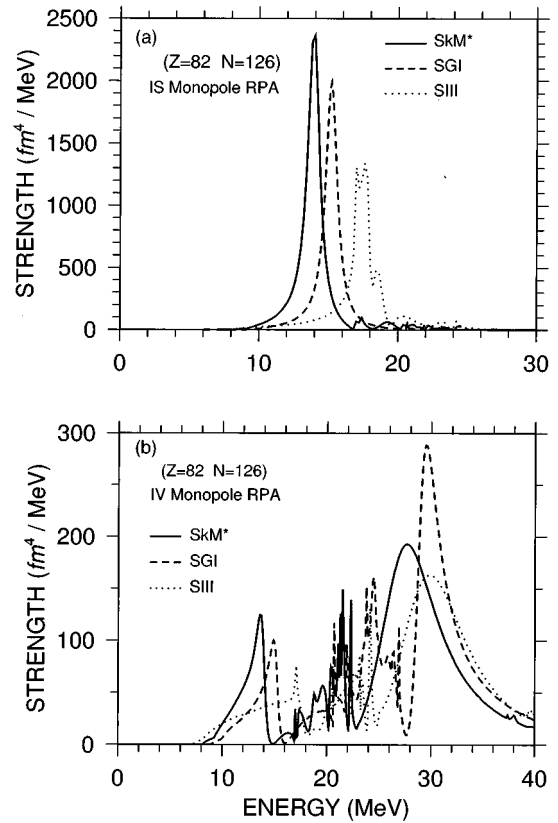 (a)
(Z=82 N=126)
IS Monopole RPA
SkM*
SGI
SIII
STRENGTH (fm⁴ / MeV)
2500
2000
1500
1000
500
0
0 10 20 30
(b)
(Z=82 N=126)
IV Monopole RPA
SkM*
SGI
SIII
STRENGTH (fm⁴ / MeV)
300
200
100
0
0 10 20 30 40
ENERGY (MeV)